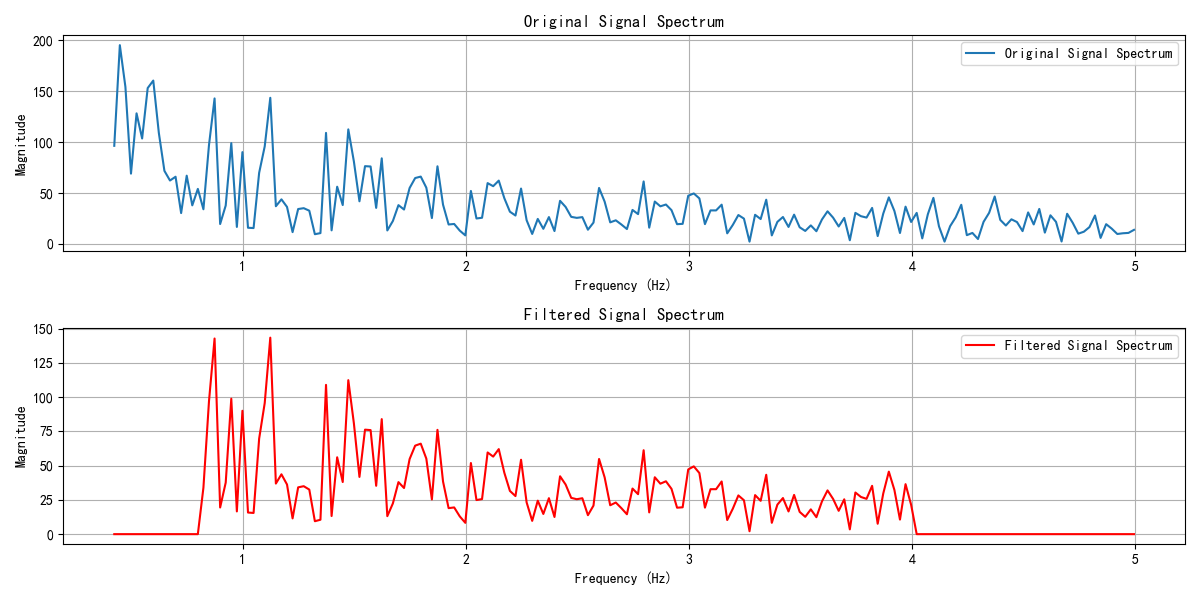 Original Signal Spectrum
200
150
100
50
0
Magnitude
Original Signal Spectrum
1 2 3 4 5
Frequency (Hz)
Filtered Signal Spectrum
150
125
100
75
50
25
0
Magnitude
Filtered Signal Spectrum
1 2 3 4 5
Frequency (Hz)